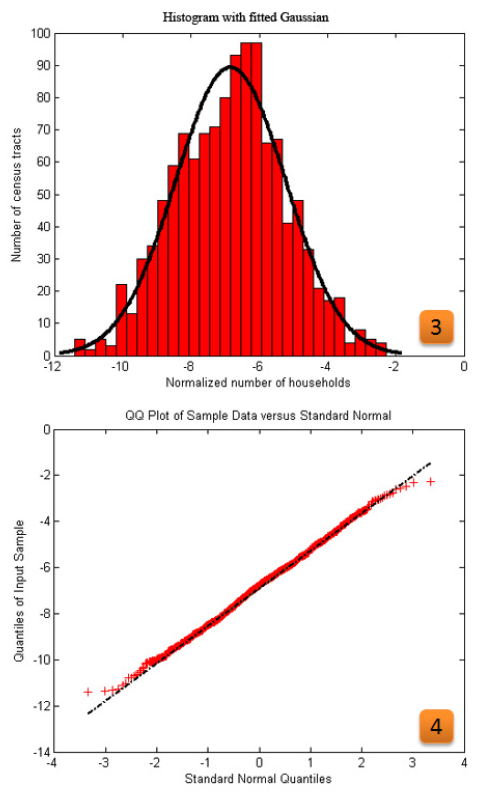 Histogram with fitted Gaussian
100
90
80
70
60
50
40
30
20
10
0
Number of census tracts
-12 -10 -8 -6 -4 -2 0
Normalized number of households
3
QQ Plot of Sample Data versus Standard Normal
0
-2
-4
-6
-8
-10
-12
-14
Quantiles of Input Sample
-4 -3 -2 -1 0 1 2 3 4
Standard Normal Quantiles
4